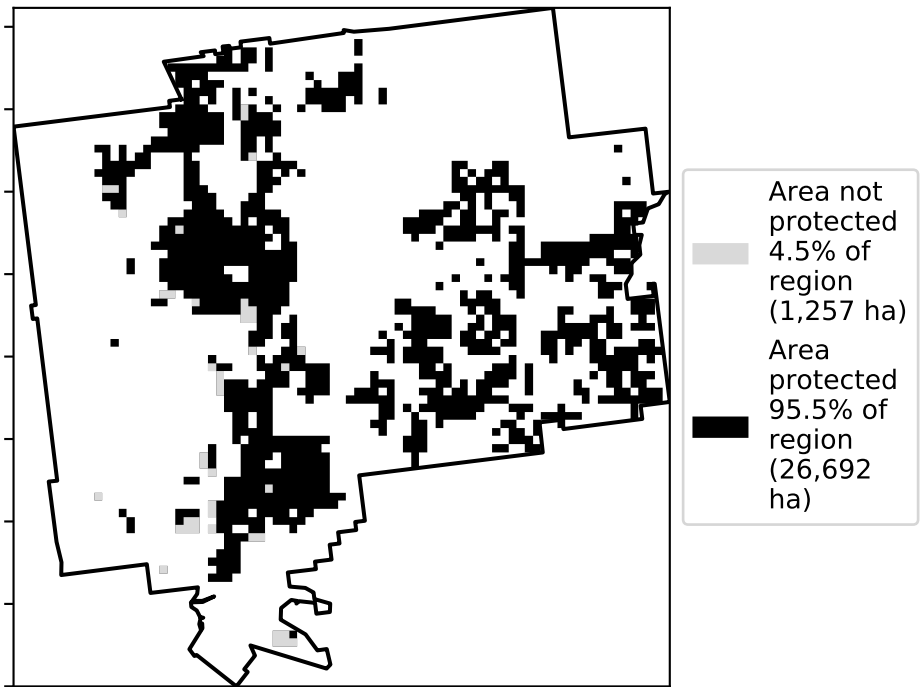 Area not
protected
4.5% of
region
(1,257 ha)
Area
protected
95.5% of
region
(26,692
ha)